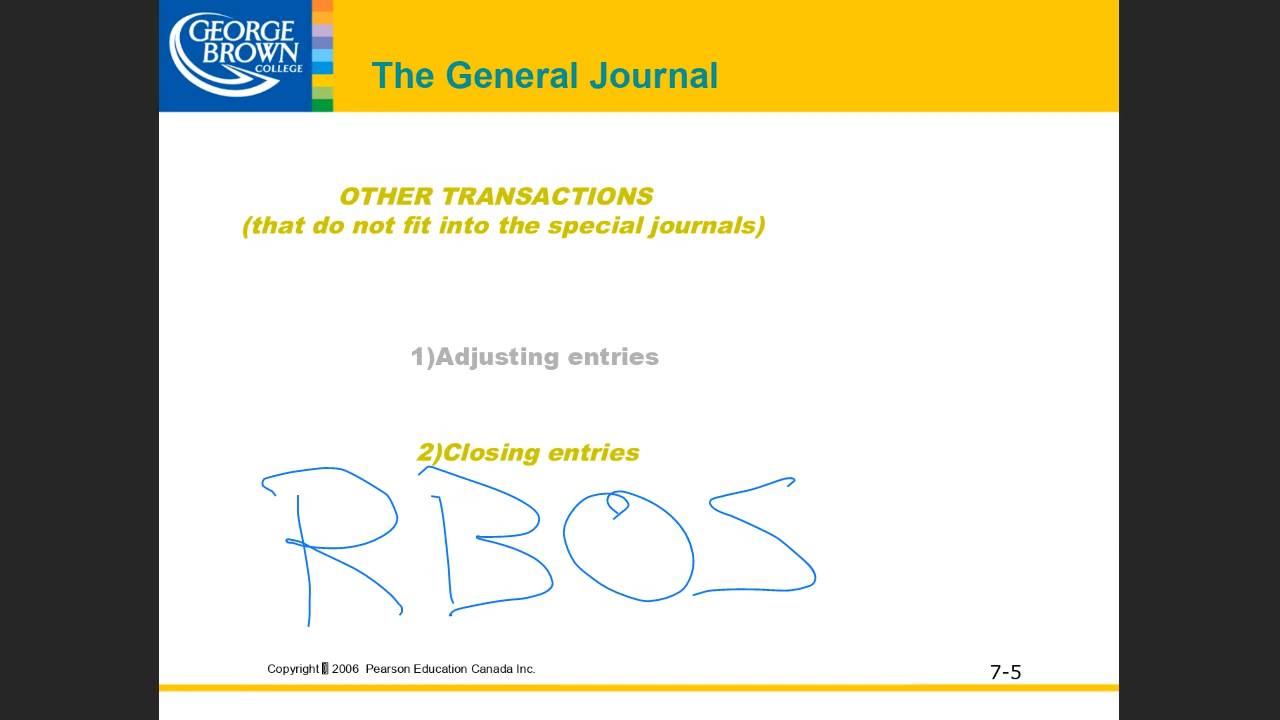 GEORGE
BROWN
COLLEGE
The General Journal
OTHER TRANSACTIONS
(that do not fit into the special journals)
1)Adjusting entries
2)Closing entries
RBOS
Copyright 2006 Pearson Education Canada Inc.
7-5